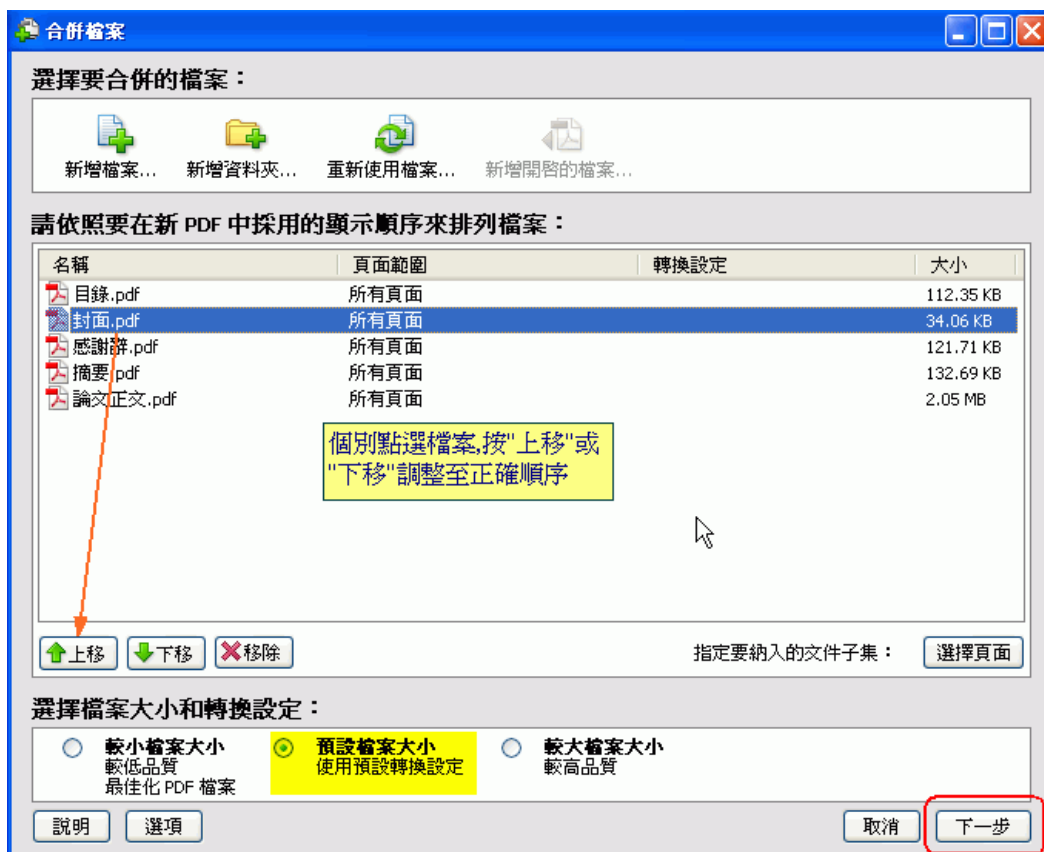 合併檔案
選擇要合併的檔案：
新增檔案... 新增資料夾... 重新使用檔案... 新增開啓的檔案...
請依照要在新 PDF 中採用的顯示順序來排列檔案：
名稱 頁面範圍 轉換設定 大小
目錄.pdf 所有頁面 112.35 KB
封面.pdf 所有頁面 34.06 KB
感謝辭.pdf 所有頁面 121.71 KB
摘要.pdf 所有頁面 132.69 KB
論文正文.pdf 所有頁面 2.05 MB
個別點選檔案,按"上移"或
"下移"調整至正確順序
上移 下移 移除 指定要納入的文件子集： 選擇頁面
選擇檔案大小和轉換設定：
較小檔案大小 預設檔案大小 較大檔案大小
較低品質 使用預設轉換設定 較高品質
最佳化 PDF 檔案
說明 選項 取消 下一步